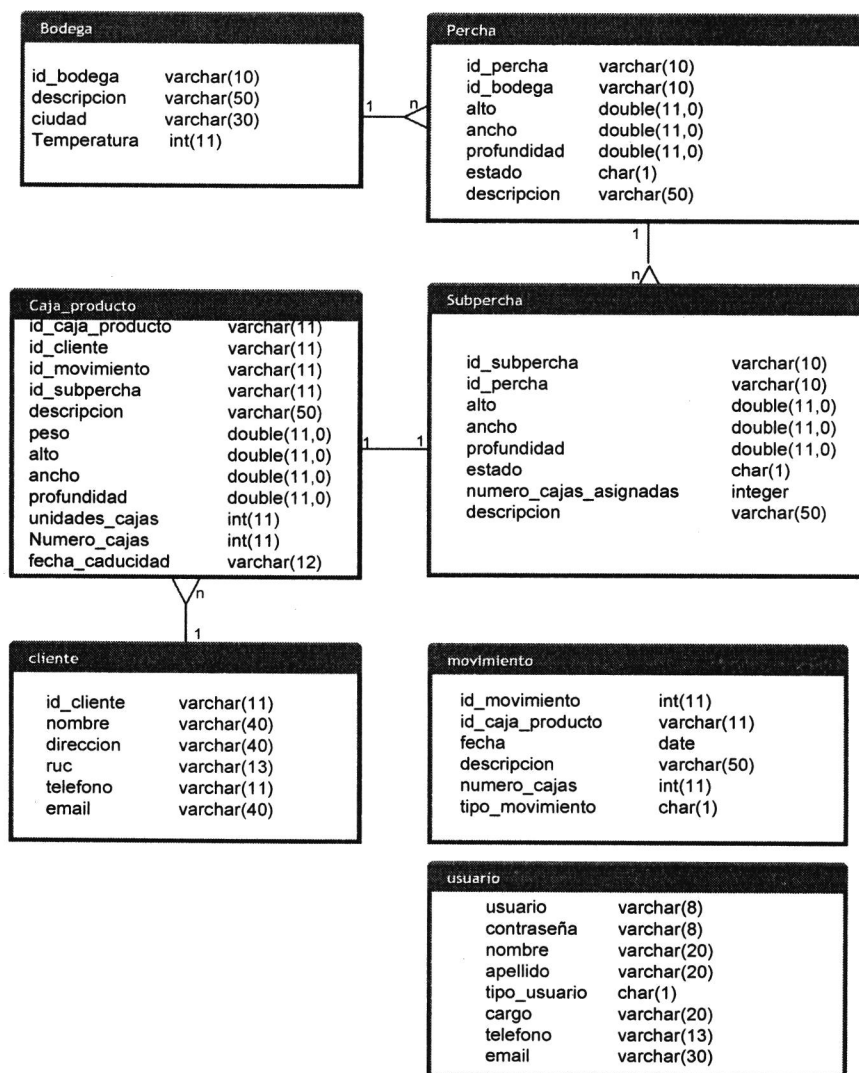 Bodega
id_bodega varchar(10)
descripcion varchar(50)
ciudad varchar(30)
Temperatura int(11)
1 n
Percha
id_percha varchar(10)
id_bodega varchar(10)
alto double(11,0)
ancho double(11,0)
profundidad double(11,0)
estado char(1)
descripcion varchar(50)
1
n
Caja_producto
id_caja_producto varchar(11)
id_cliente varchar(11)
id_movimiento varchar(11)
id_subpercha varchar(11)
descripcion varchar(50)
peso double(11,0)
alto double(11,0)
ancho double(11,0)
profundidad double(11,0)
unidades_cajas int(11)
Numero_cajas int(11)
fecha_caducidad varchar(12)
1 1
Subpercha
id_subpercha varchar(10)
id_percha varchar(10)
alto double(11,0)
ancho double(11,0)
profundidad double(11,0)
estado char(1)
numero_cajas_asignadas integer
descripcion varchar(50)
n
1
cliente
id_cliente varchar(11)
nombre varchar(40)
direccion varchar(40)
ruc varchar(13)
telefono varchar(11)
email varchar(40)
movimiento
id_movimiento int(11)
id_caja_producto varchar(11)
fecha date
descripcion varchar(50)
numero_cajas int(11)
tipo_movimiento char(1)
usuario
usuario varchar(8)
contraseña varchar(8)
nombre varchar(20)
apellido varchar(20)
tipo_usuario char(1)
cargo varchar(20)
telefono varchar(13)
email varchar(30)